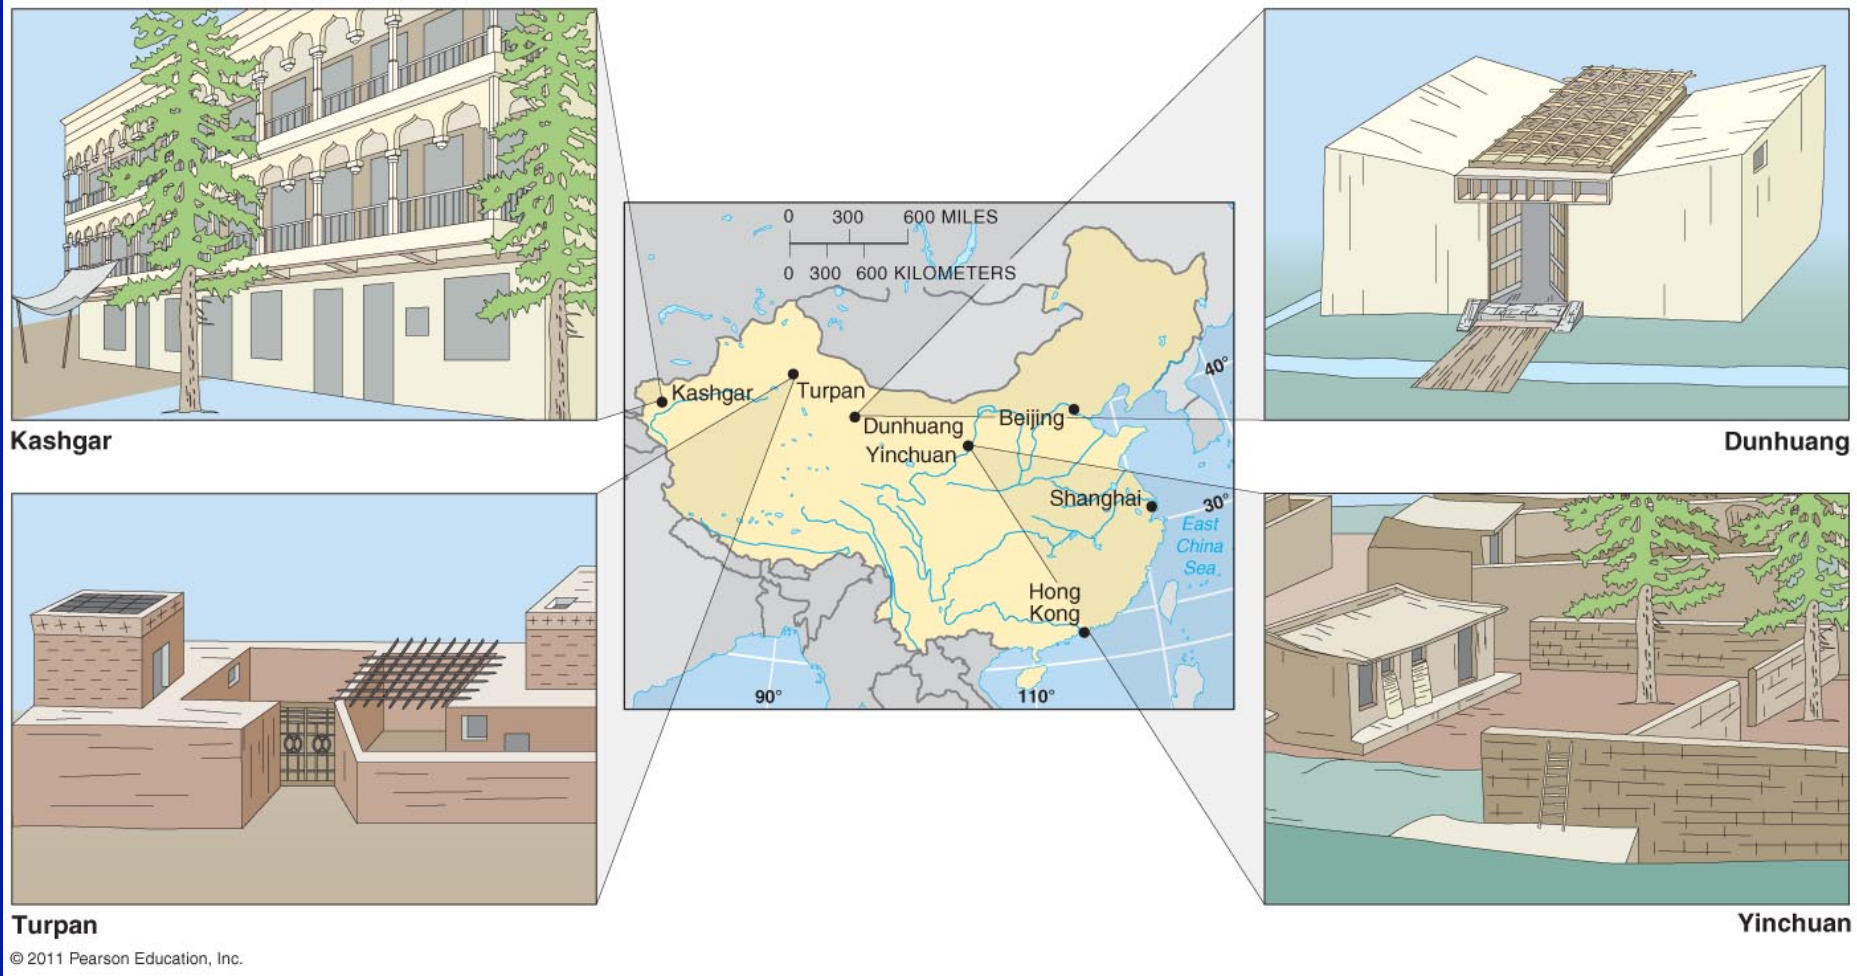 0 300 600 MILES
0 300 600 KILOMETERS
40°
Kashgar
Turpan
Dunhuang
Beijing
Yinchuan
Shanghai
30°
East
China
Sea
Hong
Kong
90°
110°
Kashgar
Dunhuang
Turpan
Yinchuan
© 2011 Pearson Education, Inc.